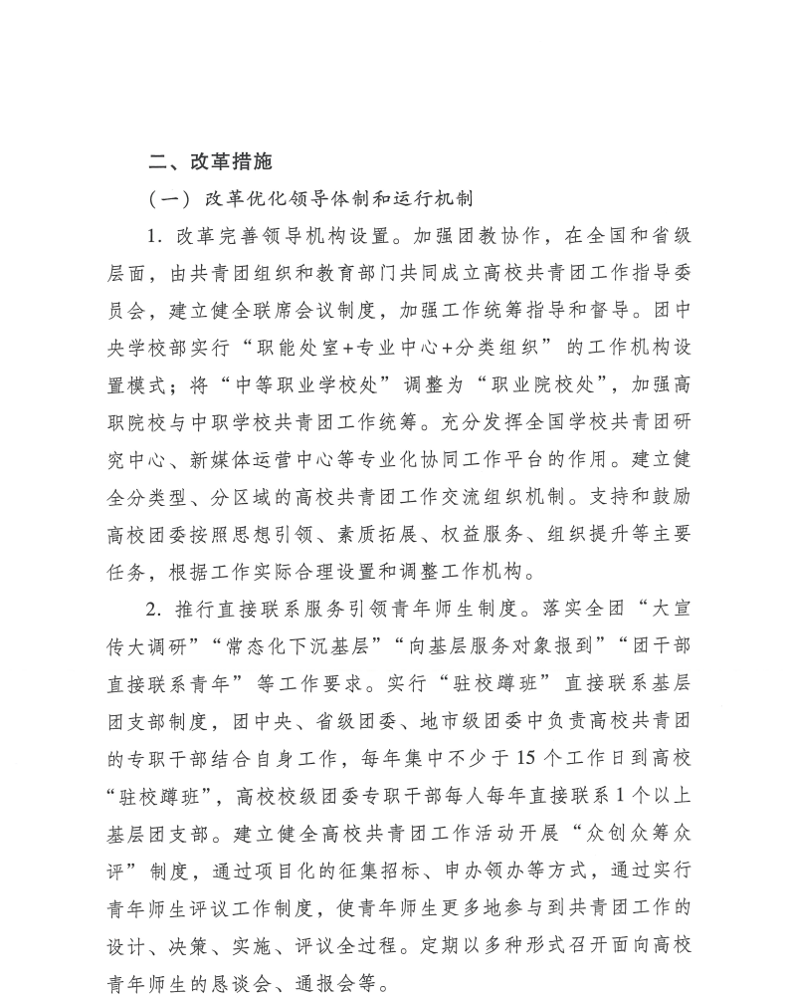 二、改革措施
（一）改革优化领导体制和运行机制
1. 改革完善领导机构设置。加强团教协作，在全国和省级
层面，由共青团组织和教育部门共同成立高校共青团工作指导委
员会，建立健全联席会议制度，加强工作统筹指导和督导。团中
央学校部实行“职能处室+专业中心+分类组织”的工作机构设
置模式；将“中等职业学校处”调整为“职业院校处”，加强高
职院校与中职学校共青团工作统筹。充分发挥全国学校共青团研
究中心、新媒体运营中心等专业化协同工作平台的作用。建立健
全分类型、分区域的高校共青团工作交流组织机制。支持和鼓励
高校团委按照思想引领、素质拓展、权益服务、组织提升等主要
任务，根据工作实际合理设置和调整工作机构。
2. 推行直接联系服务引领青年师生制度。落实全团“大宣
传大调研”“常态化下沉基层”“向基层服务对象报到”“团干部
直接联系青年”等工作要求。实行“驻校蹲班”直接联系基层
团支部制度，团中央、省级团委、地市级团委中负责高校共青团
的专职干部结合自身工作，每年集中不少于 15 个工作日到高校
“驻校蹲班”，高校校级团委专职干部每人每年直接联系 1 个以上
基层团支部。建立健全高校共青团工作活动开展“众创众筹众
评”制度，通过项目化的征集招标、申办领办等方式，通过实行
青年师生评议工作制度，使青年师生更多地参与到共青团工作的
设计、决策、实施、评议全过程。定期以多种形式召开面向高校
青年师生的恳谈会、通报会等。